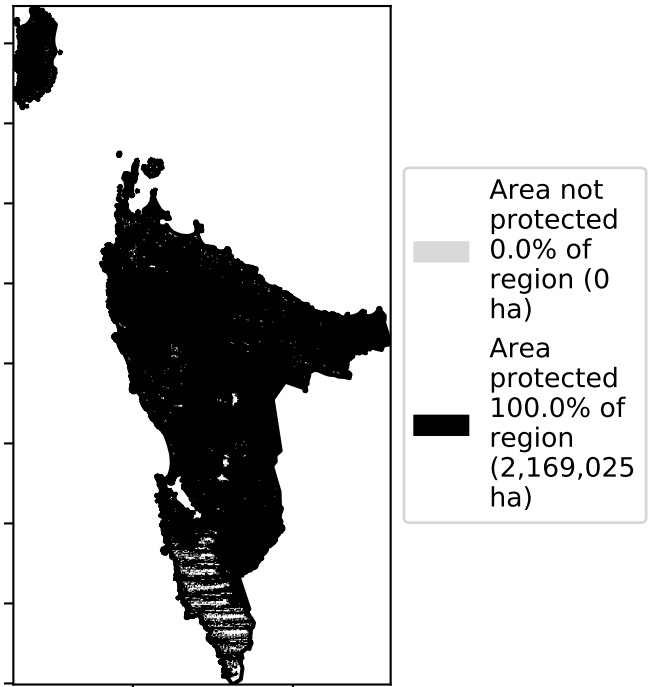 Area not
protected
0.0% of
region (0
ha)
Area
protected
100.0% of
region
(2,169,025
ha)